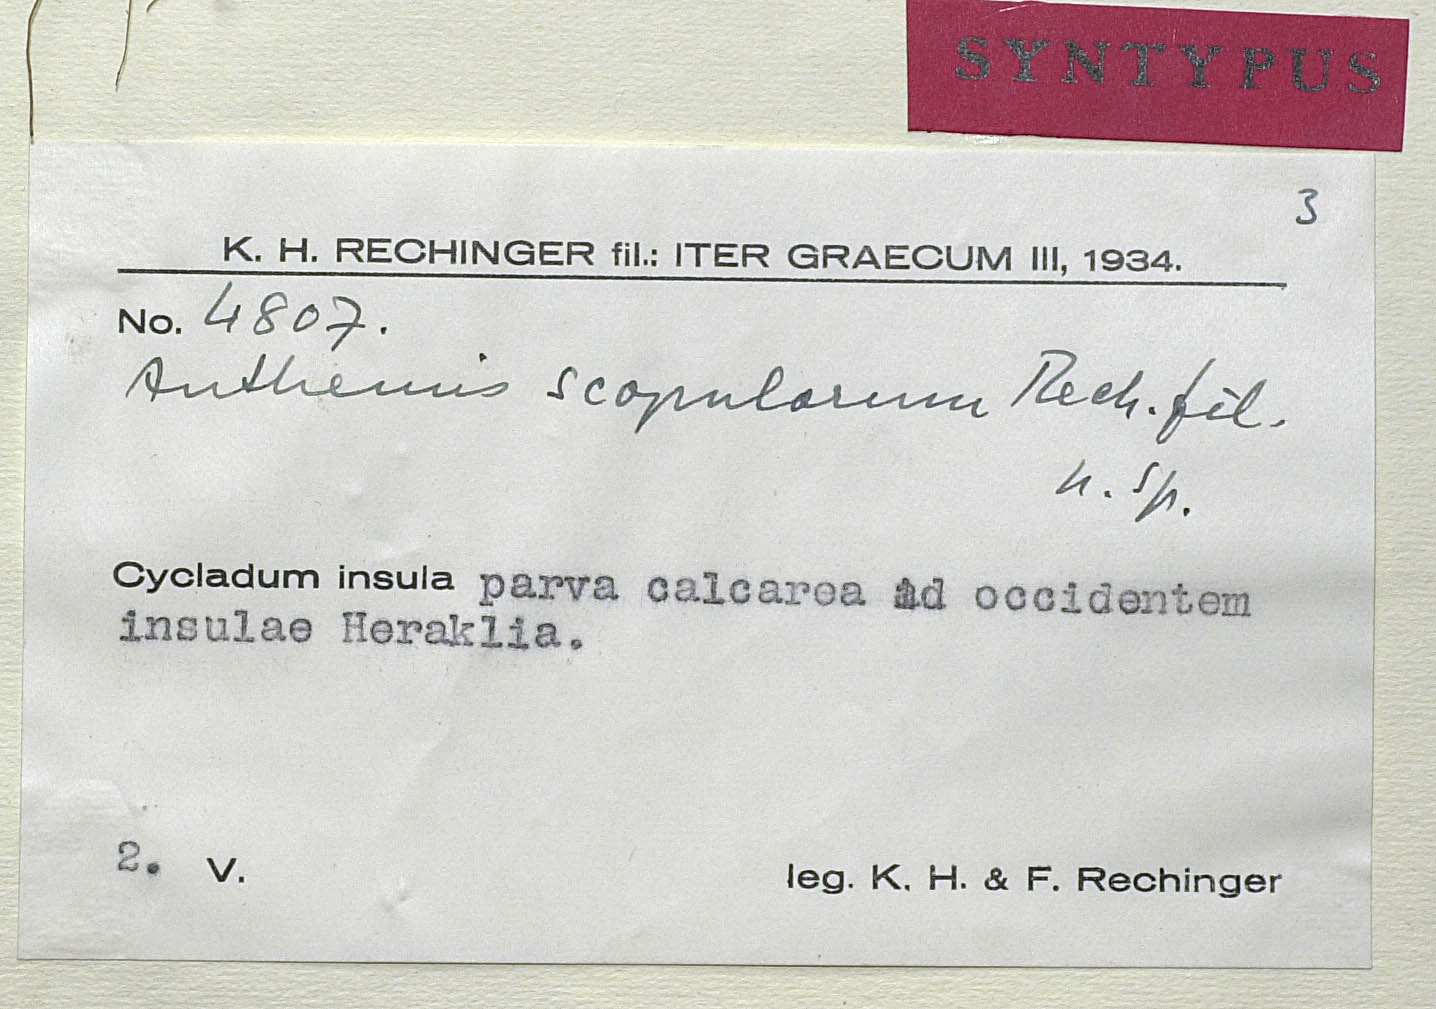 SYNTYPUS
3
K. H. RECHINGER fil.: ITER GRAECUM III, 1934.
No. 4807.
Anthemis scopulorum Rech. fil.
n. sp.
Cycladum insula parva calcarea ad occidentem
insulae Heraklia.
2. V.
leg. K. H. & F. Rechinger